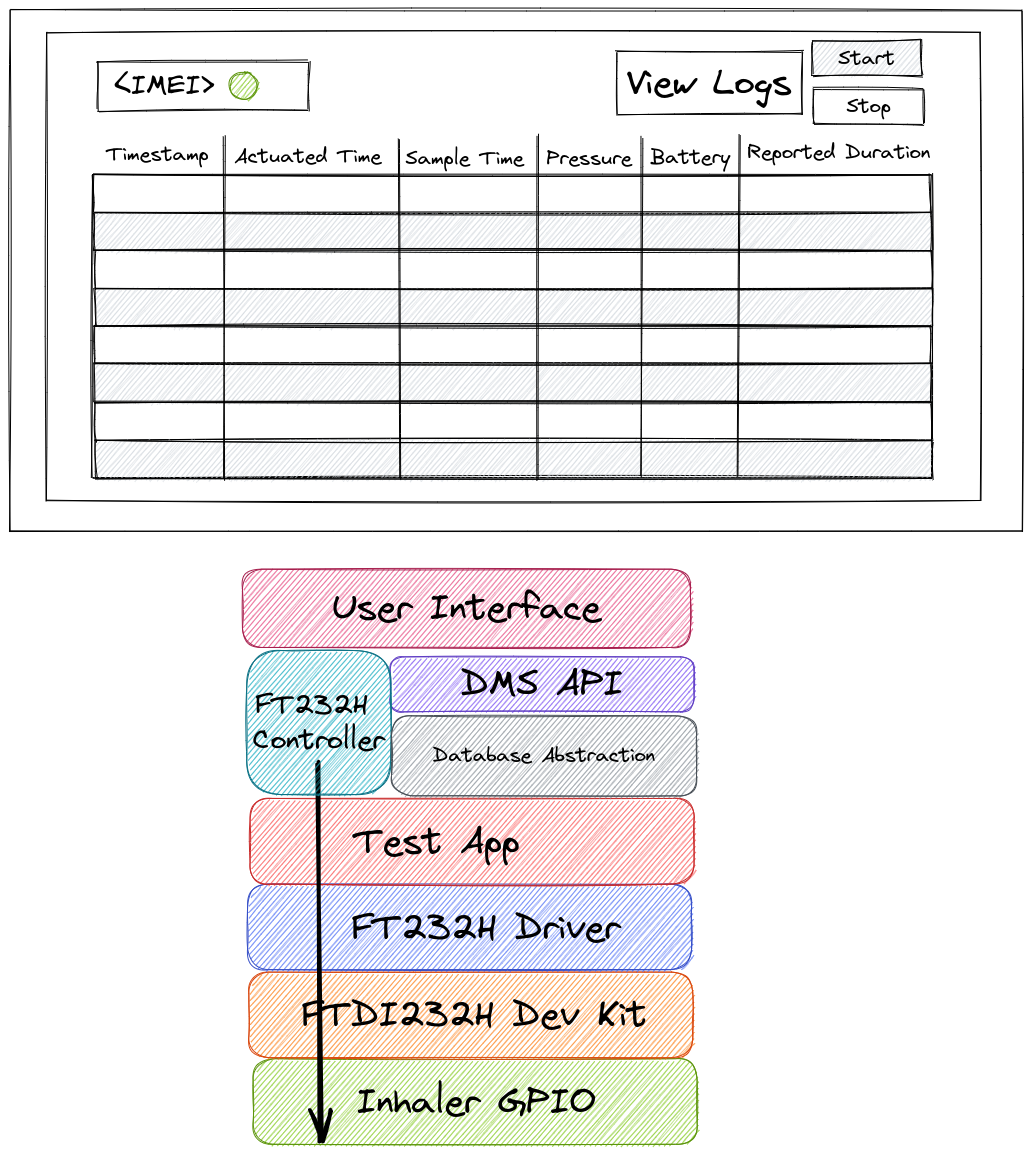 <IMEI>
View Logs
Start
Stop
Timestamp Actuated Time Sample Time Pressure Battery Reported Duration
User Interface
FT232H
Controller
DMS API
Database Abstraction
Test App
FT232H Driver
FTDI232H Dev Kit
Inhaler GPIO